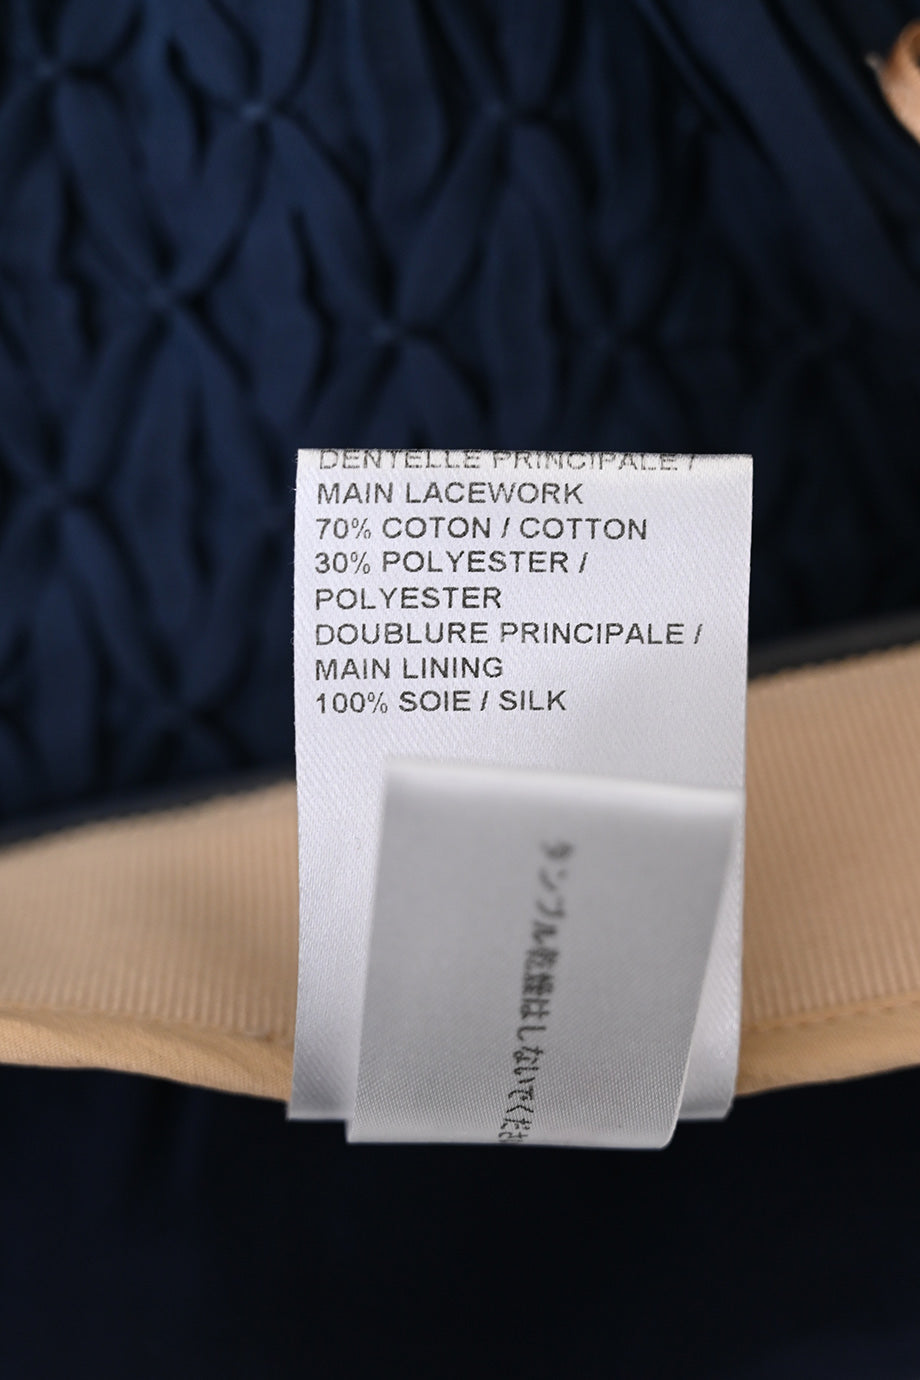 DENTELLE PRINCIPALE /
MAIN LACEWORK
70% COTON / COTTON
30% POLYESTER /
POLYESTER
DOUBLURE PRINCIPALE /
MAIN LINING
100% SOIE / SILK
タンブル乾燥はしないでくださ